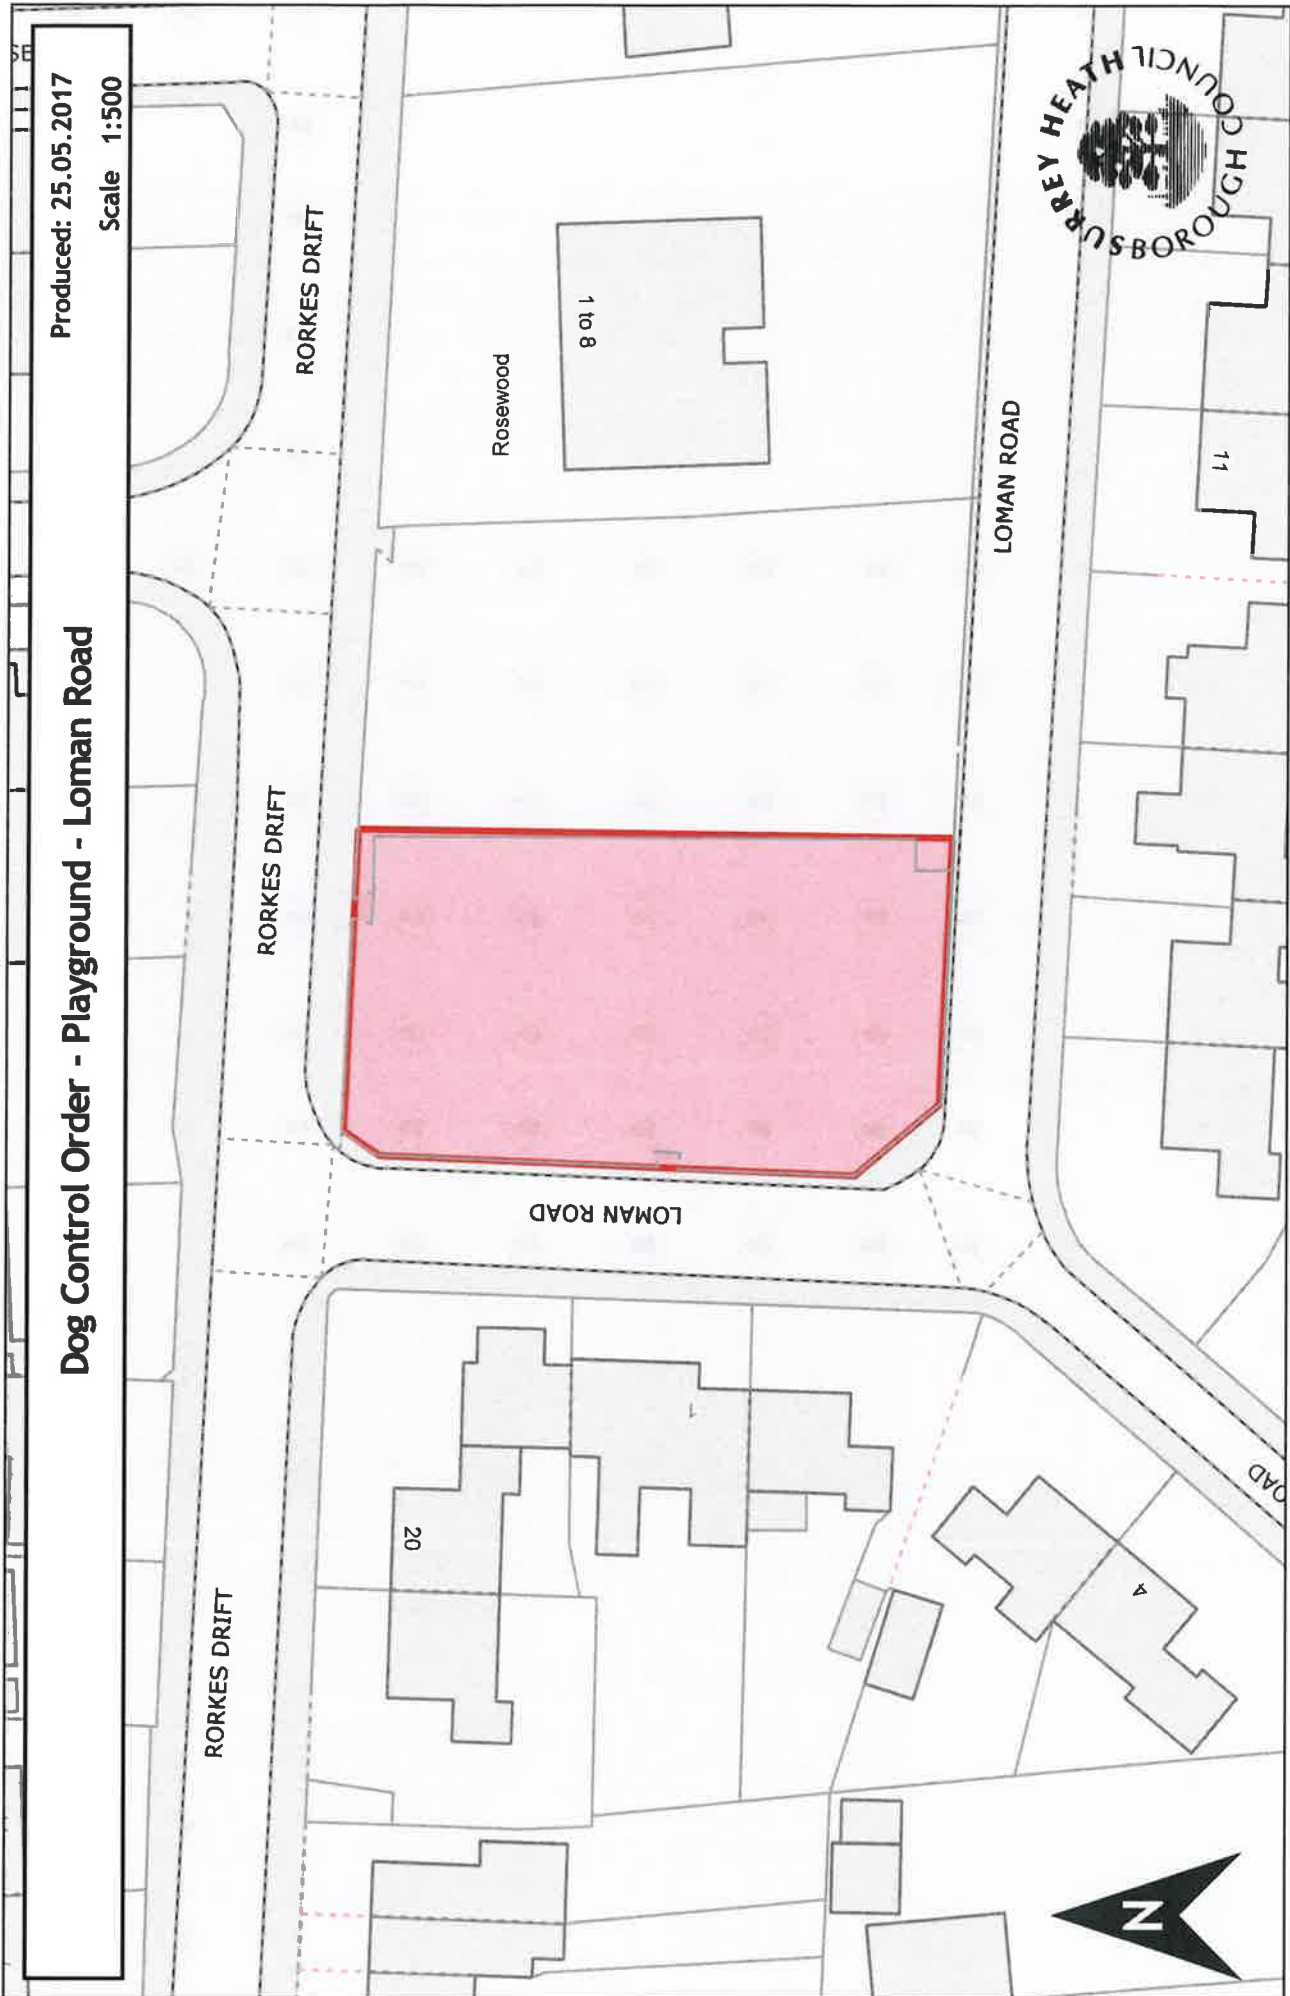 Dog Control Order - Playground - Loman Road
Produced: 25.05.2017
Scale 1:500
SURREY HEATH
BOROUGH COUNCIL
RORKES DRIFT
RORKES DRIFT
RORKES DRIFT
Rosewood
1 to 8
LOMAN ROAD
LOMAN ROAD
11
20
1
4
OAD
N
SE